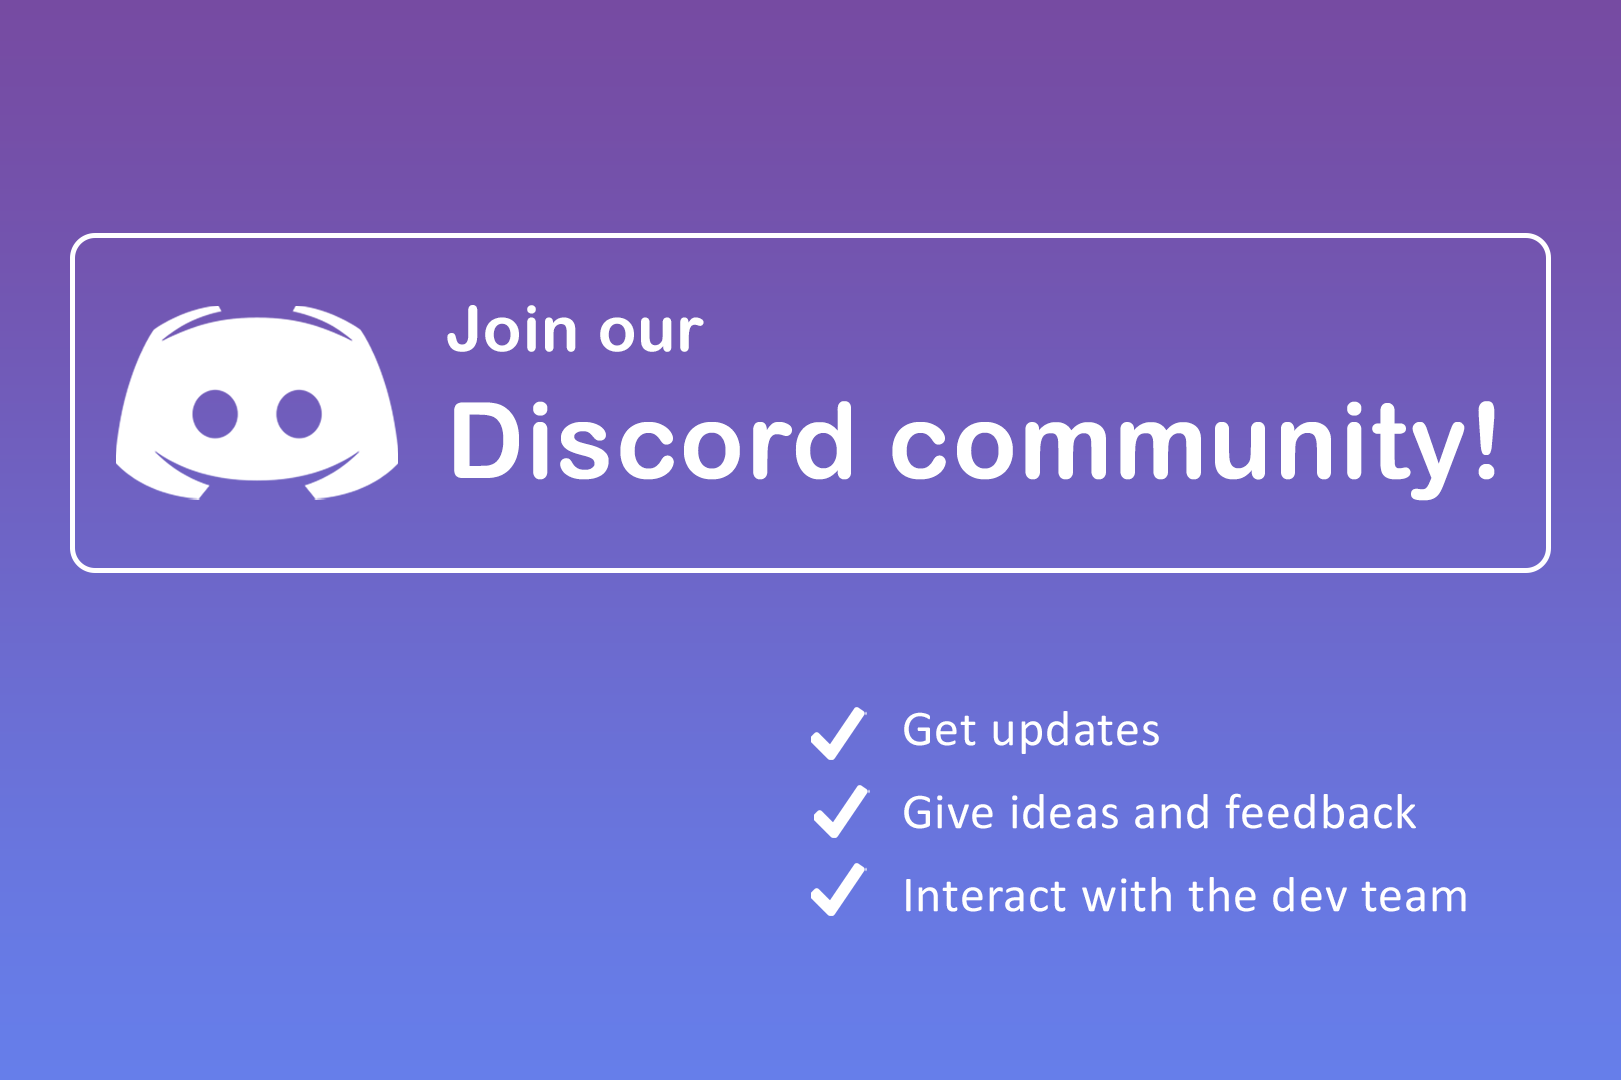 Join our
Discord community!
Get updates
Give ideas and feedback
Interact with the dev team